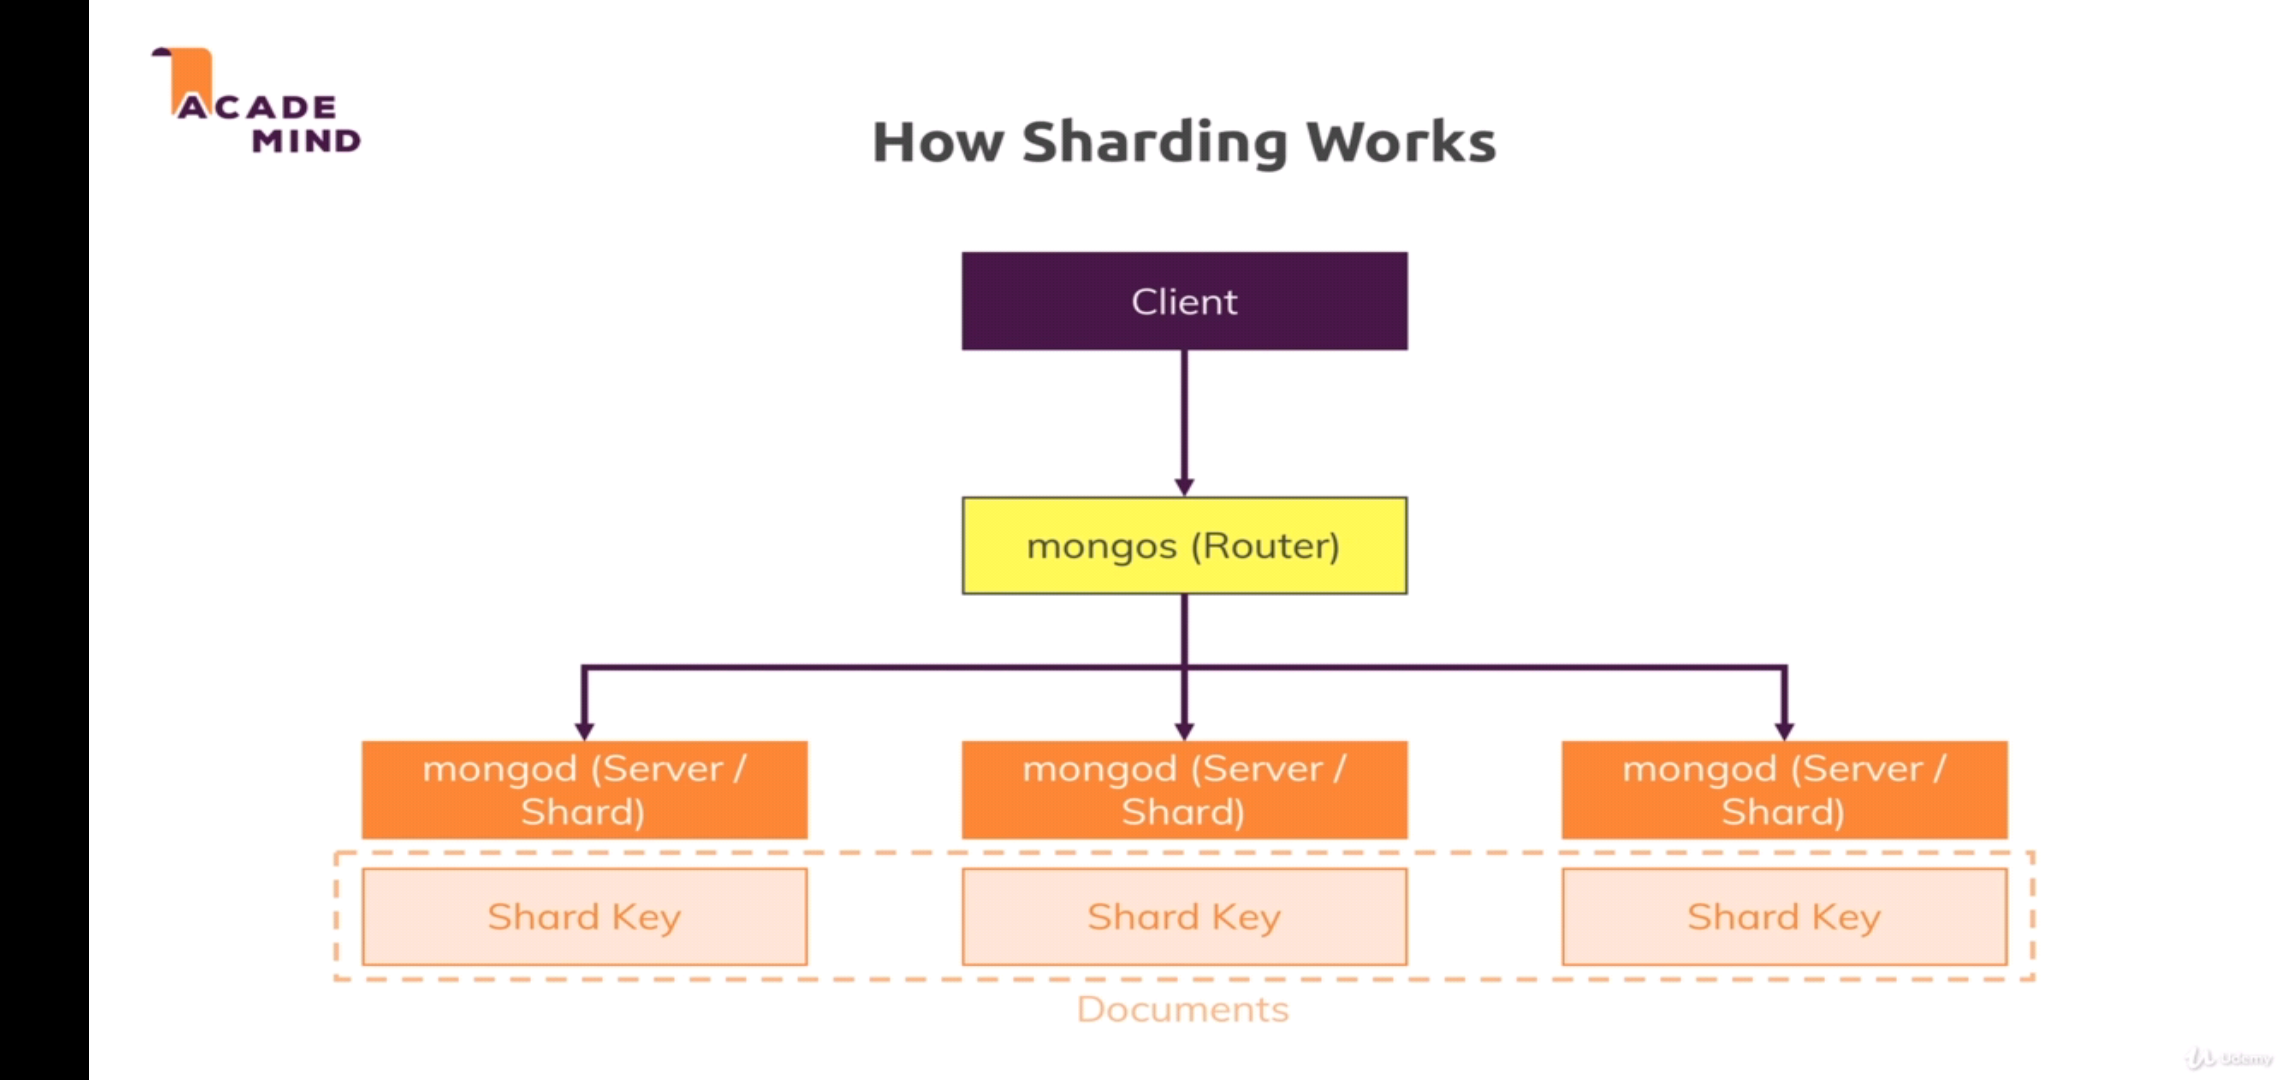 ACADE
MIND
How Sharding Works
Client
mongos (Router)
mongod (Server /
Shard)
mongod (Server /
Shard)
mongod (Server /
Shard)
Shard Key
Shard Key
Shard Key
Documents
Udemy